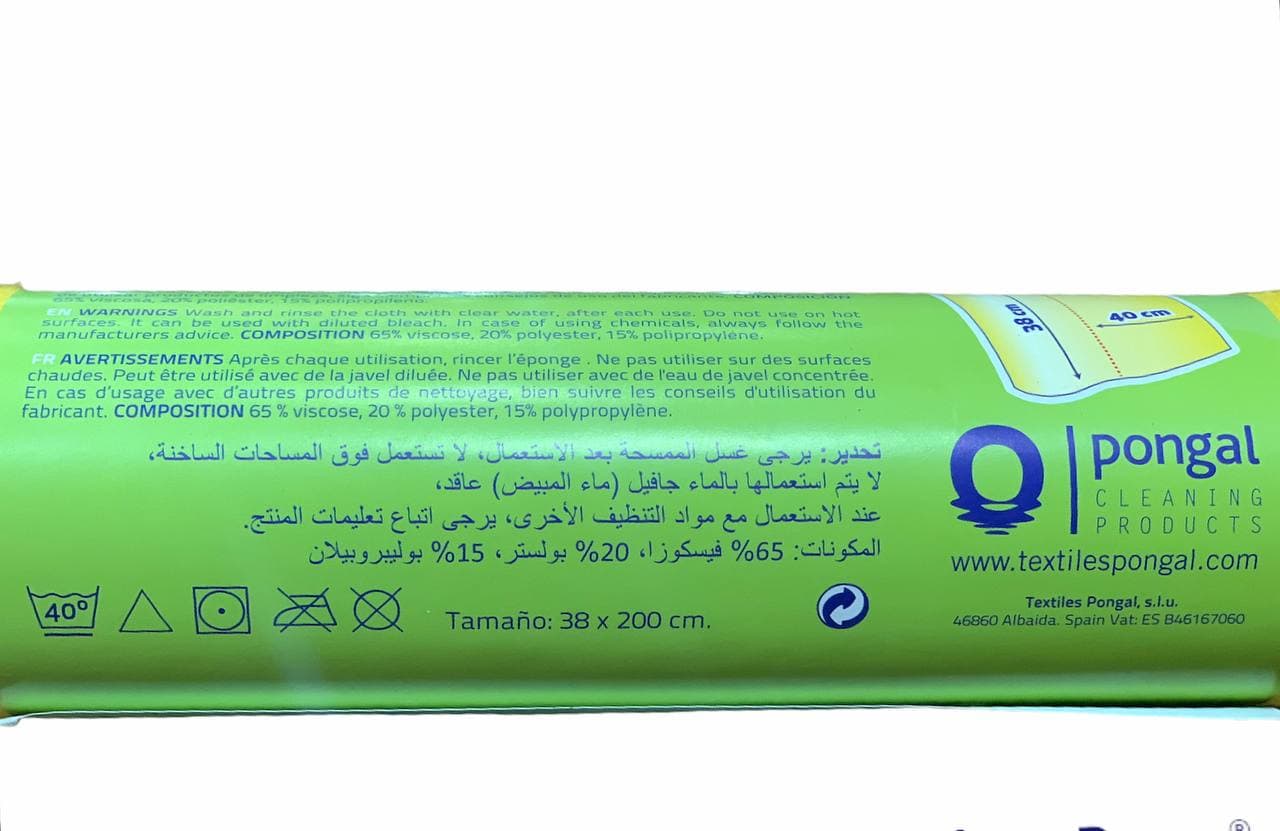 65% viscosa, 20% poliéster, 15% polipropileno.
EN WARNINGS Wash and rinse the cloth with clear water, after each use. Do not use on hot
surfaces. It can be used with diluted bleach. In case of using chemicals, always follow the
manufacturers advice. COMPOSITION 65% viscose, 20% polyester, 15% polipropylene.
FR AVERTISSEMENTS Après chaque utilisation, rincer l'éponge . Ne pas utiliser sur des surfaces
chaudes. Peut être utilisé avec de la javel diluée. Ne pas utiliser avec de l'eau de javel concentrée.
En cas d'usage avec d'autres produits de nettoyage, bien suivre les conseils d'utilisation du
fabricant. COMPOSITION 65 % viscose, 20 % polyester, 15% polypropylène.
تحدير: يرجى غسل الممسحة بعد الاستعمال، لا تستعمل فوق المساحات الساخنة،
لا يتم استعمالها بالماء جافيل (ماء المبيض) عاقد،
عند الاستعمال مع مواد التنظيف الأخرى، يرجى اتباع تعليمات المنتج.
المكونات: 65% فيسكوزا، 20% بولستر، 15% بوليبروبيلان
40°
Tamaño: 38 x 200 cm.
38 cm
40 cm
pongal
CLEANING
PRODUCTS
www.textilespongal.com
Textiles Pongal, s.l.u.
46860 Albaida. Spain Vat: ES B46167060
®